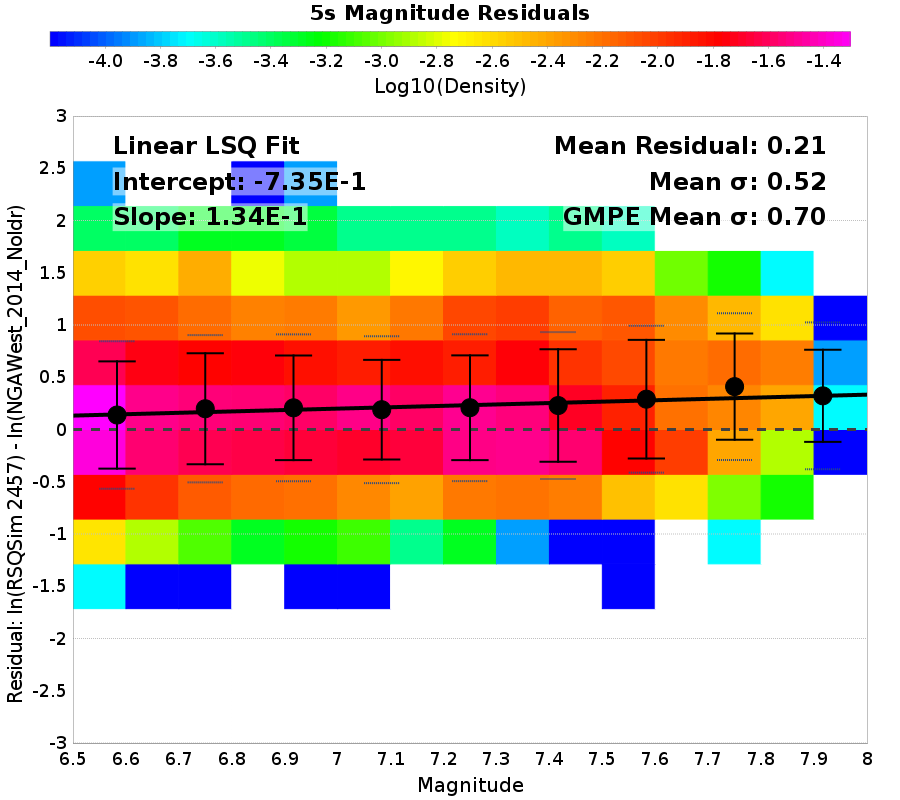 5s Magnitude Residuals
-4.0 -3.8 -3.6 -3.4 -3.2 -3.0 -2.8 -2.6 -2.4 -2.2 -2.0 -1.8 -1.6 -1.4
Log10(Density)
Residual: ln(RSQSim 2457) - ln(NGAWest_2014_NoIdr)
3
2.5
2
1.5
1
0.5
0
-0.5
-1
-1.5
-2
-2.5
-3
Linear LSQ Fit
Intercept: -7.35E-1
Slope: 1.34E-1
Mean Residual: 0.21
Mean σ: 0.52
GMPE Mean σ: 0.70
6.5 6.6 6.7 6.8 6.9 7 7.1 7.2 7.3 7.4 7.5 7.6 7.7 7.8 7.9 8
Magnitude